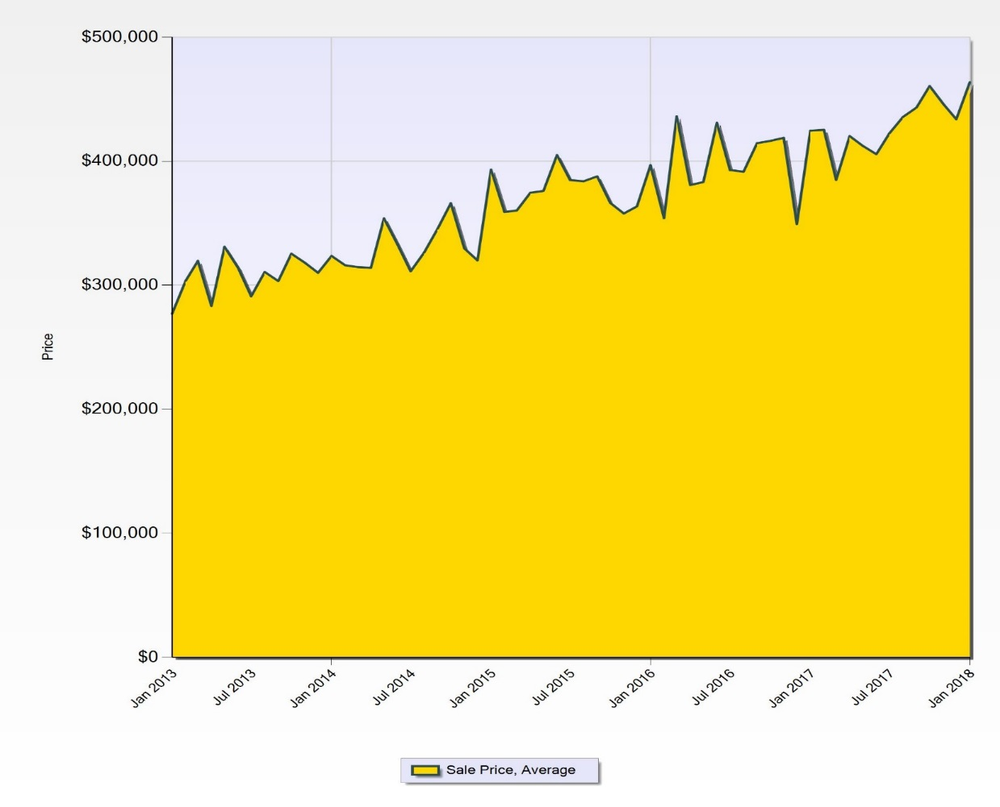 $500,000
$400,000
$300,000
$200,000
$100,000
$0
Price
Jan 2013
Jul 2013
Jan 2014
Jul 2014
Jan 2015
Jul 2015
Jan 2016
Jul 2016
Jan 2017
Jul 2017
Jan 2018
Sale Price, Average